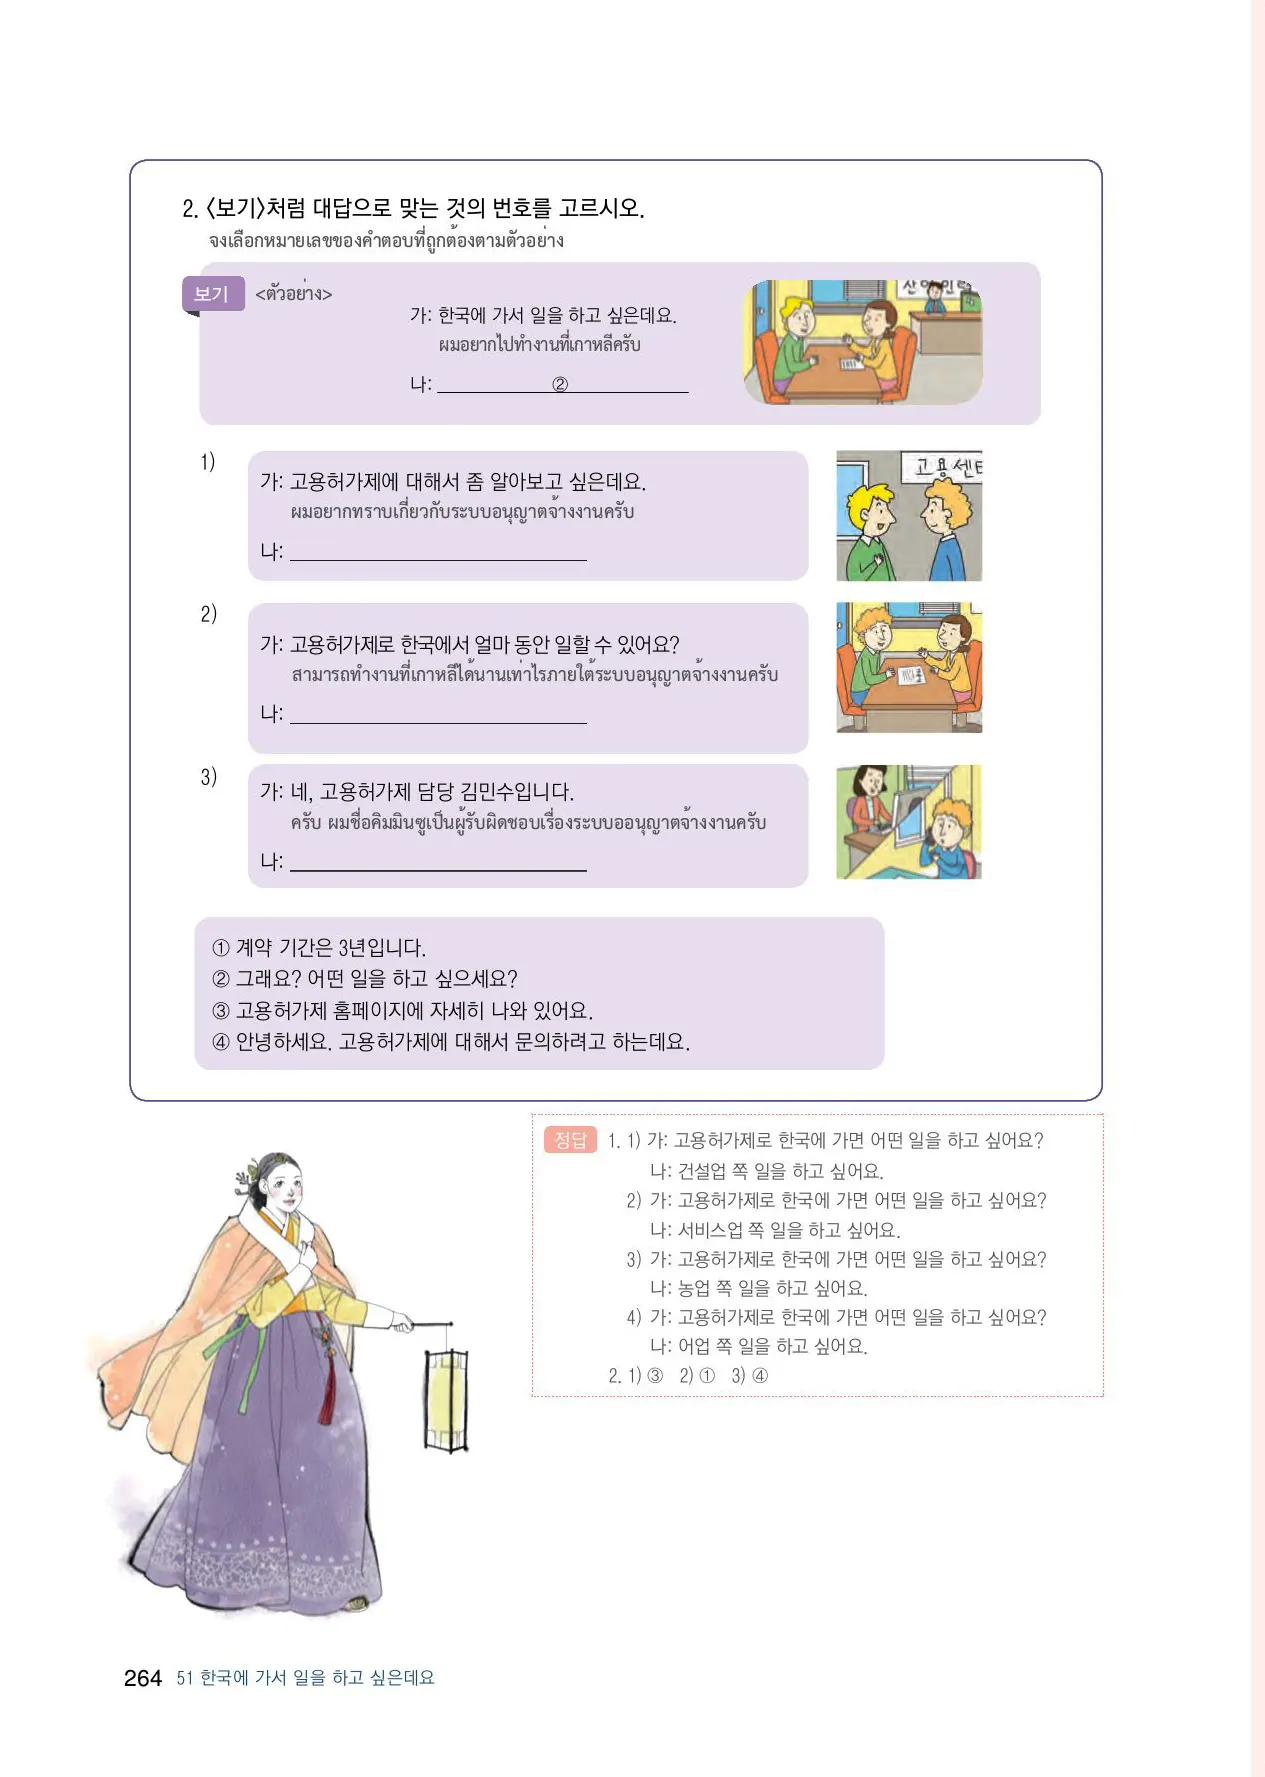 2. 〈보기〉처럼 대답으로 맞는 것의 번호를 고르시오.
จงเลือกหมายเลขของคำตอบที่ถูกต้องตามตัวอย่าง
보기 <ตัวอย่าง>
가: 한국에 가서 일을 하고 싶은데요.
ผมอยากไปทำงานที่เกาหลีครับ
나: ②
1)
가: 고용허가제에 대해서 좀 알아보고 싶은데요.
ผมอยากทราบเกี่ยวกับระบบอนุญาตจ้างงานครับ
나:
고용센터
2)
가: 고용허가제로 한국에서 얼마 동안 일할 수 있어요?
สามารถทำงานที่เกาหลีได้นานเท่าไรภายใต้ระบบอนุญาตจ้างงานครับ
나:
3)
가: 네, 고용허가제 담당 김민수입니다.
ครับ ผมชื่อคิมมินซูเป็นผู้รับผิดชอบเรื่องระบบออนุญาตจ้างงานครับ
나:
① 계약 기간은 3년입니다.
② 그래요? 어떤 일을 하고 싶으세요?
③ 고용허가제 홈페이지에 자세히 나와 있어요.
④ 안녕하세요. 고용허가제에 대해서 문의하려고 하는데요.
정답 1. 1) 가: 고용허가제로 한국에 가면 어떤 일을 하고 싶어요?
나: 건설업 쪽 일을 하고 싶어요.
2) 가: 고용허가제로 한국에 가면 어떤 일을 하고 싶어요?
나: 서비스업 쪽 일을 하고 싶어요.
3) 가: 고용허가제로 한국에 가면 어떤 일을 하고 싶어요?
나: 농업 쪽 일을 하고 싶어요.
4) 가: 고용허가제로 한국에 가면 어떤 일을 하고 싶어요?
나: 어업 쪽 일을 하고 싶어요.
2. 1) ③ 2) ① 3) ④
264 51 한국에 가서 일을 하고 싶은데요